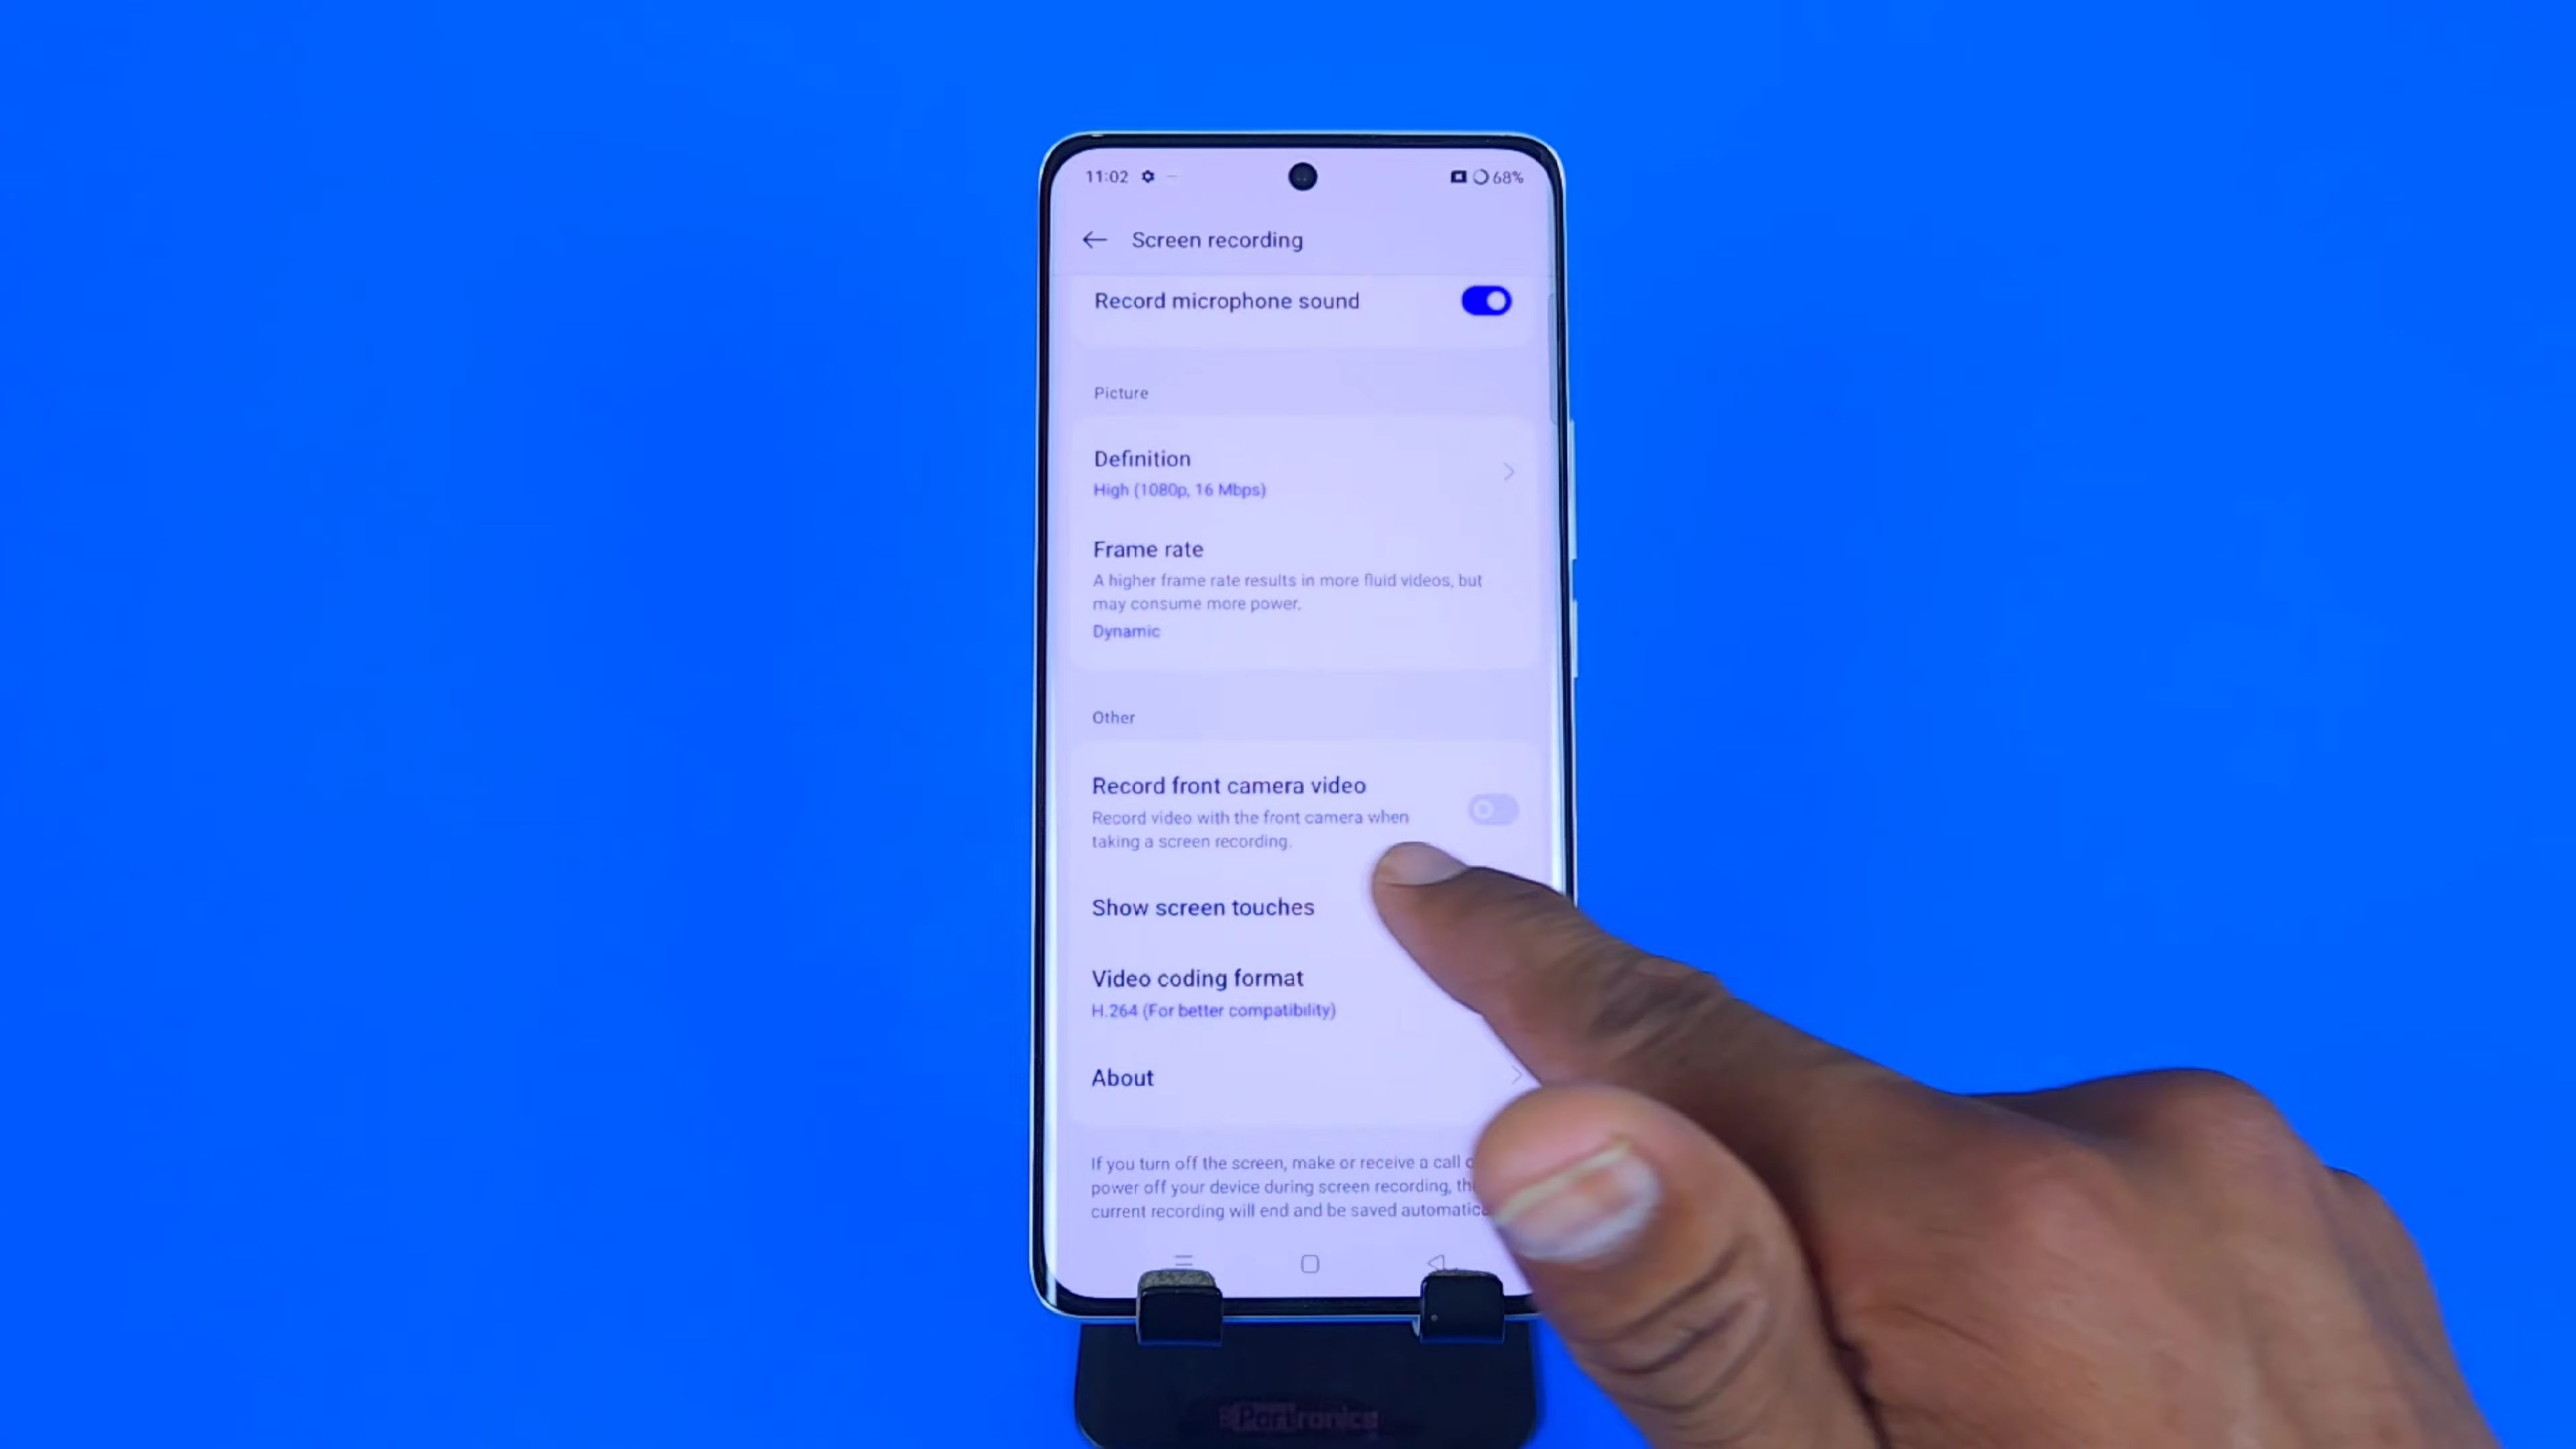 11:02
68%
Screen recording
Record microphone sound
Picture
Definition
High (1080p, 16 Mbps)
Frame rate
A higher frame rate results in more fluid videos, but
may consume more power.
Dynamic
Other
Record front camera video
Record video with the front camera when
taking a screen recording.
Show screen touches
Video coding format
H.264 (For better compatibility)
About
If you turn off the screen, make or receive a call
power off your device during screen recording,
current recording will end and be saved
Portronics